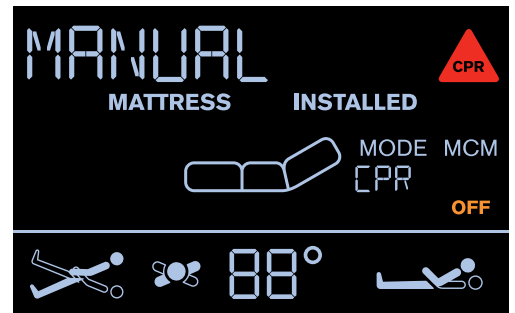 MANUAL
CPR
MATTRESS INSTALLED
MODE MCM
CPR
OFF
88°